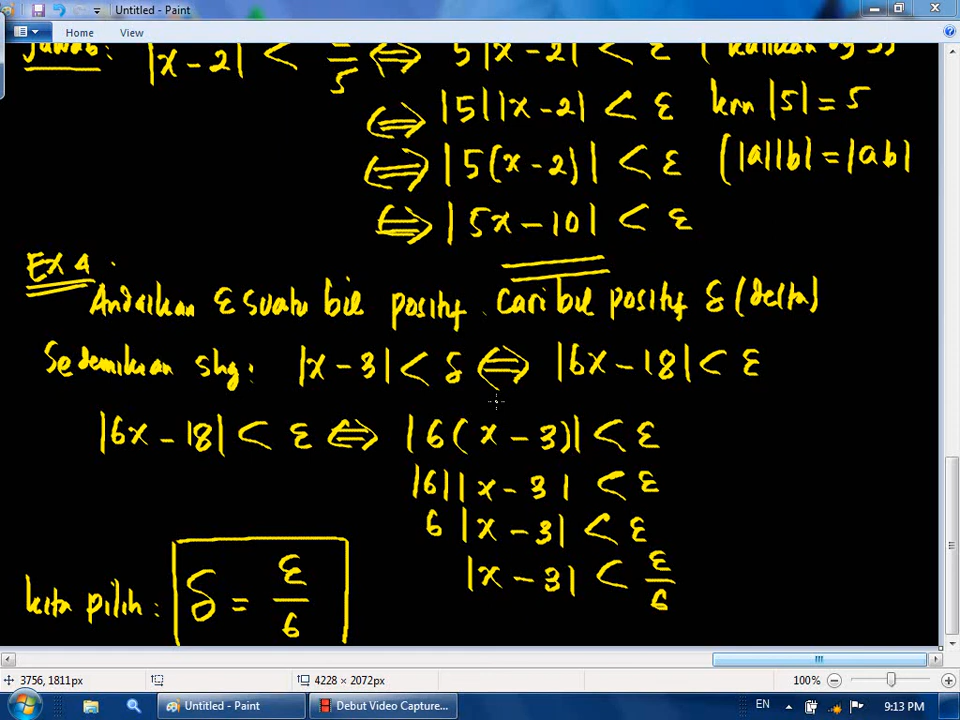 Untitled - Paint
Home View
Jawab: |x-2| < ε/5 ⇔ 5|x-2| < ε (kalikan dg 5)
⇔ |5||x-2| < ε krn |5| = 5
⇔ |5(x-2)| < ε (|a||b| = |ab|
⇔ |5x-10| < ε
EX 4 :
Andaikan ε suatu bil positif. Cari bil positif δ (delta)
Sedemikian shg: |x-3| < δ ⇔ |6x-18| < ε
|6x-18| < ε ⇔ |6(x-3)| < ε
|6||x-3| < ε
6|x-3| < ε
|x-3| < ε/6
kita pilih: δ = ε/6
3756, 1811px 4228 × 2072px 100%
Untitled - Paint Debut Video Capture... EN 9:13 PM